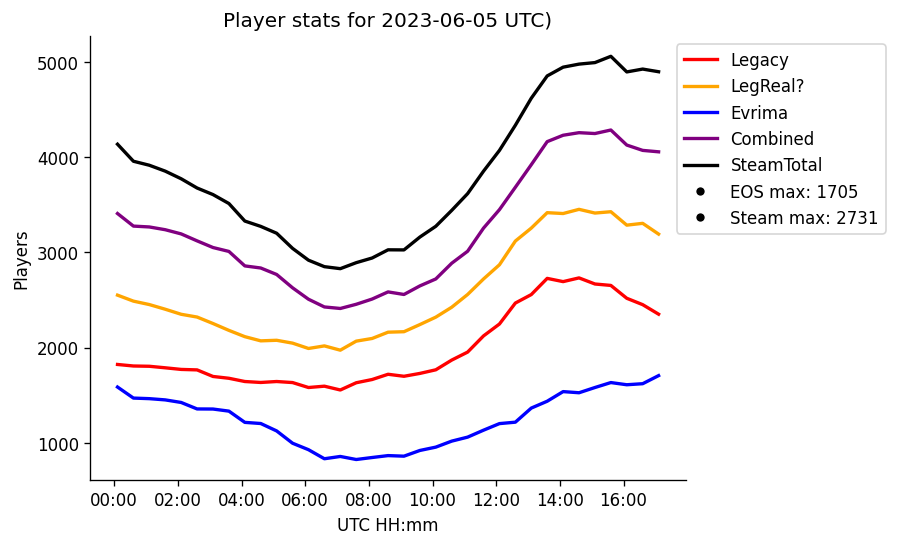 Player stats for 2023-06-05 UTC)
Players
5000
4000
3000
2000
1000
00:00 02:00 04:00 06:00 08:00 10:00 12:00 14:00 16:00
UTC HH:mm
Legacy
LegReal?
Evrima
Combined
SteamTotal
EOS max: 1705
Steam max: 2731